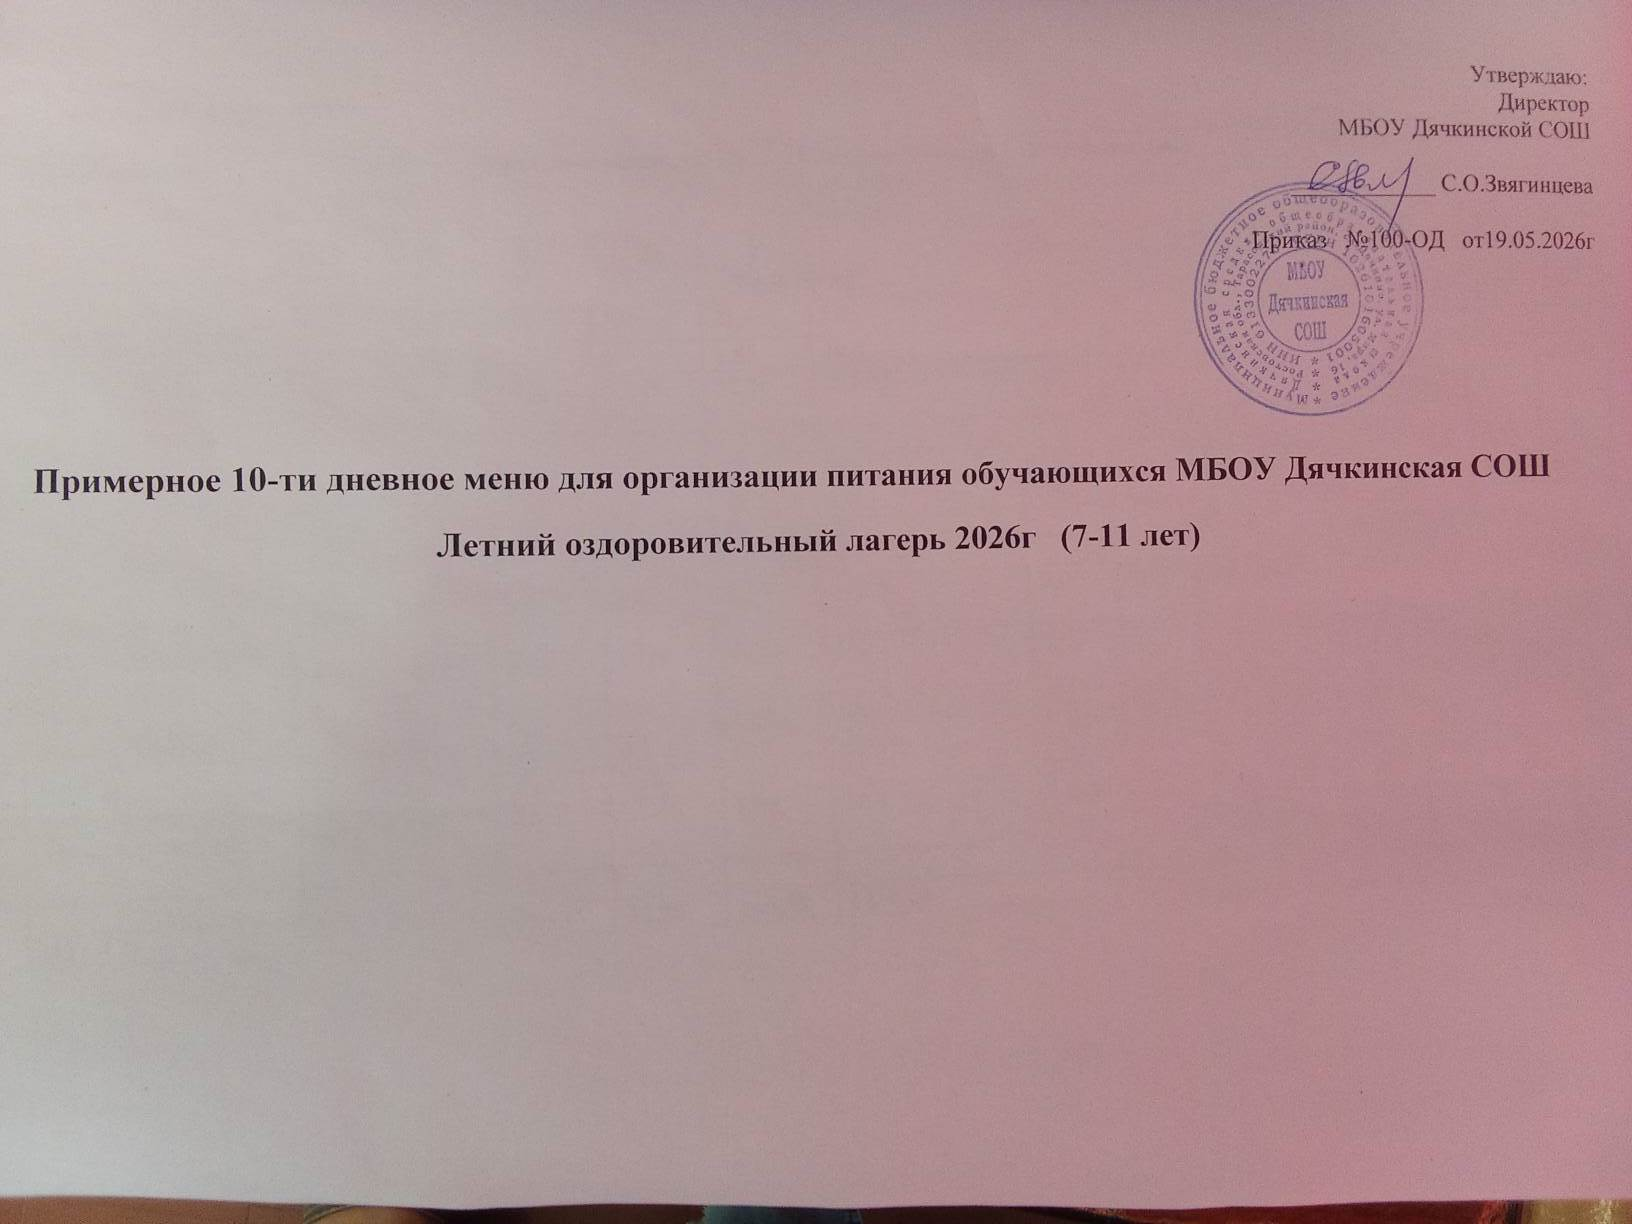 Утверждаю:
Директор
МБОУ Дячкинской СОШ
С.О.Звягинцева
Приказ №100-ОД от19.05.2026г
МБОУ
Дячкинская
СОШ
Примерное 10-ти дневное меню для организации питания обучающихся МБОУ Дячкинская СОШ
Летний оздоровительный лагерь 2026г (7-11 лет)